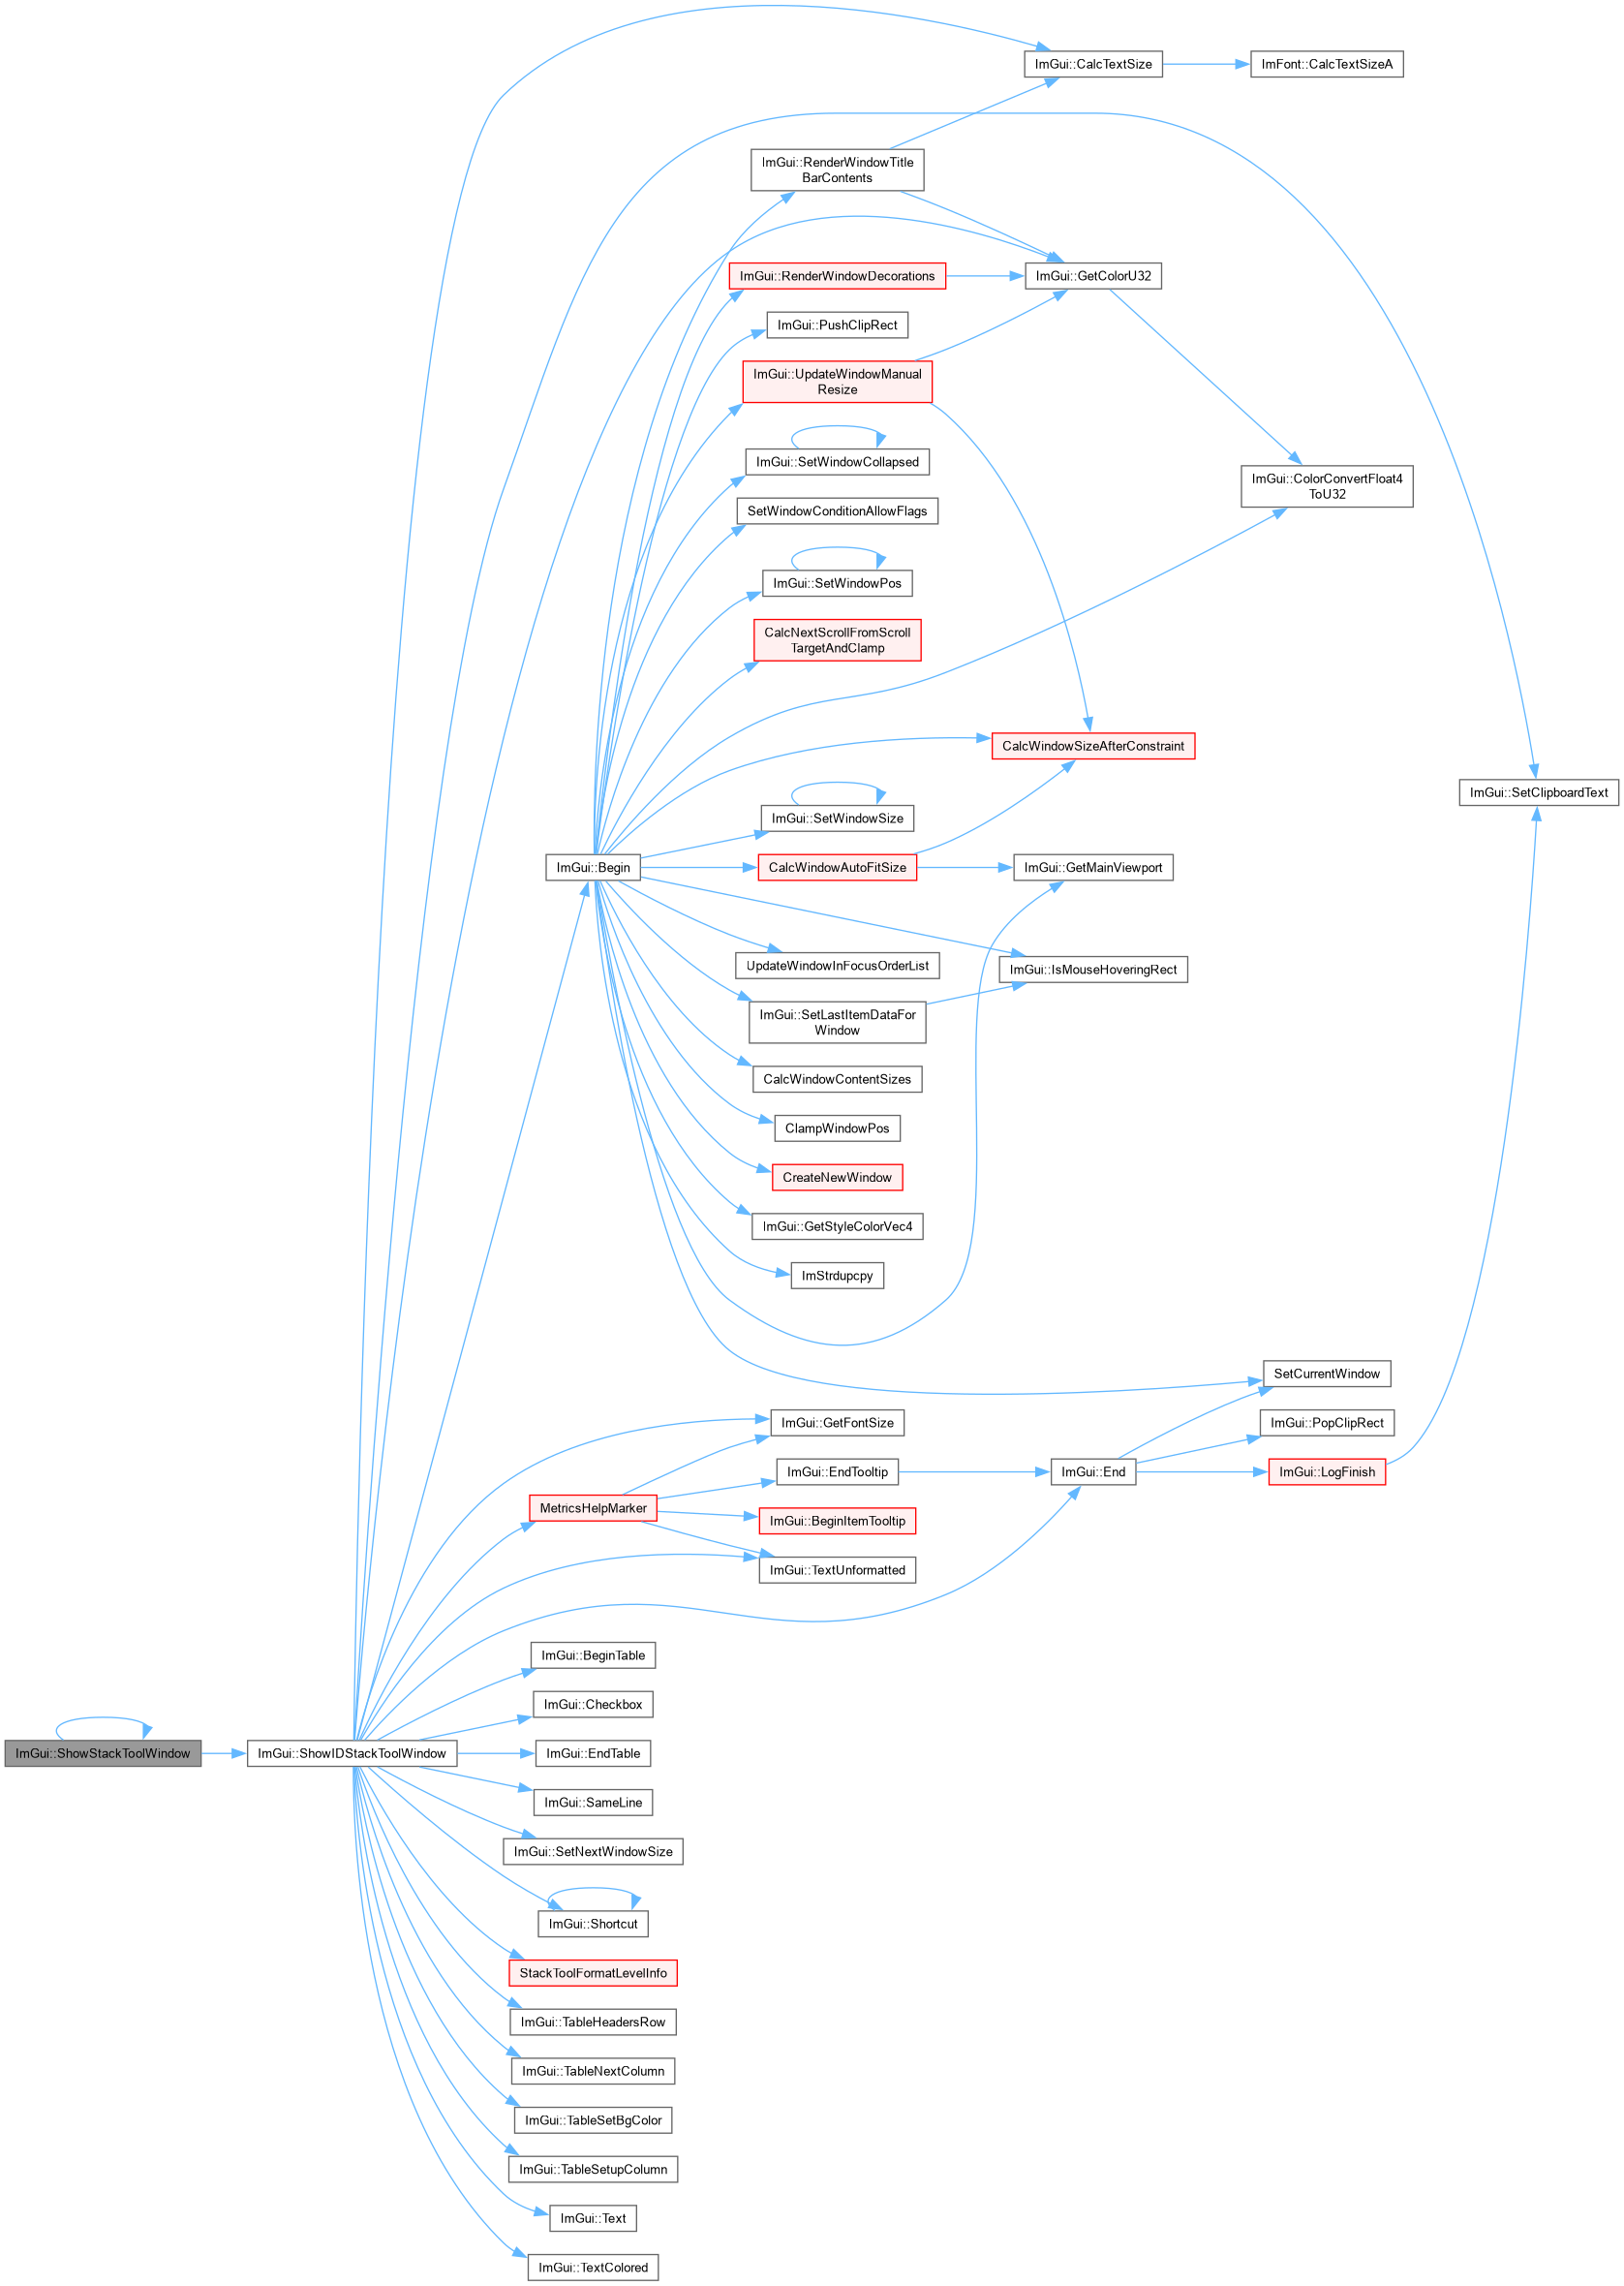 ImGui::CalcTextSize
ImFont::CalcTextSizeA
ImGui::RenderWindowTitle
BarContents
ImGui::RenderWindowDecorations
ImGui::GetColorU32
ImGui::PushClipRect
ImGui::UpdateWindowManual
Resize
ImGui::SetWindowCollapsed
ImGui::ColorConvertFloat4
ToU32
SetWindowConditionAllowFlags
ImGui::SetWindowPos
CalcNextScrollFromScroll
TargetAndClamp
CalcWindowSizeAfterConstraint
ImGui::SetClipboardText
ImGui::SetWindowSize
ImGui::Begin
CalcWindowAutoFitSize
ImGui::GetMainViewport
UpdateWindowInFocusOrderList
ImGui::IsMouseHoveringRect
ImGui::SetLastItemDataFor
Window
CalcWindowContentSizes
ClampWindowPos
CreateNewWindow
ImGui::GetStyleColorVec4
ImStrdupcpy
SetCurrentWindow
ImGui::GetFontSize
ImGui::PopClipRect
ImGui::EndTooltip
ImGui::End
ImGui::LogFinish
MetricsHelpMarker
ImGui::BeginItemTooltip
ImGui::TextUnformatted
ImGui::BeginTable
ImGui::Checkbox
ImGui::ShowStackToolWindow
ImGui::ShowIDStackToolWindow
ImGui::EndTable
ImGui::SameLine
ImGui::SetNextWindowSize
ImGui::Shortcut
StackToolFormatLevelInfo
ImGui::TableHeadersRow
ImGui::TableNextColumn
ImGui::TableSetBgColor
ImGui::TableSetupColumn
ImGui::Text
ImGui::TextColored